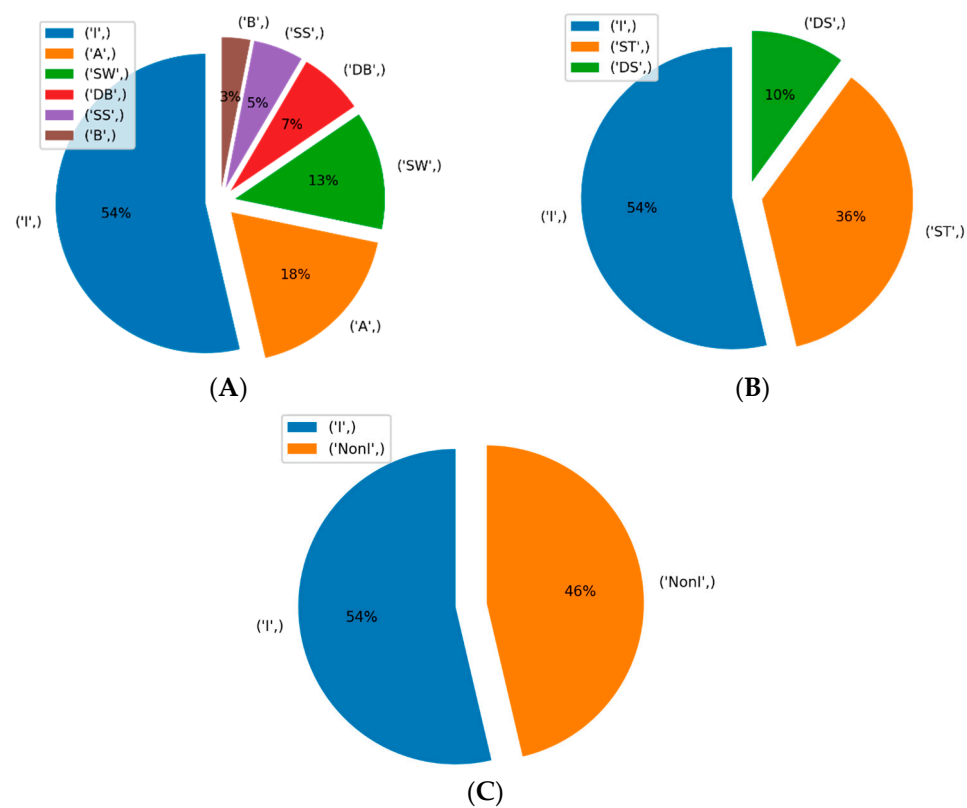 ('I',)
('A',)
('SW',)
('DB',)
('SS',)
('B',)
('B',)
('SS',)
('DB',)
('SW',)
('A',)
('I',)
3%
5%
7%
13%
18%
54%
(A)
('I',)
('ST',)
('DS',)
('DS',)
('ST',)
('I',)
10%
36%
54%
(B)
('I',)
('NonI',)
('I',)
54%
46%
('NonI',)
(C)